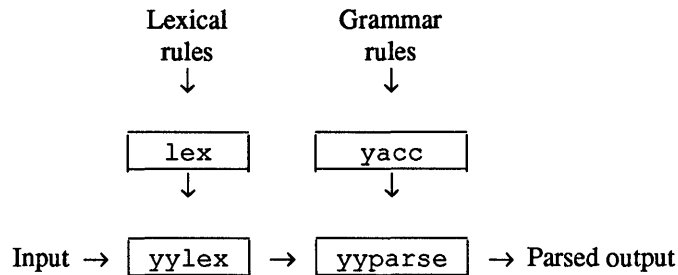 Lexical Grammar
rules rules
↓ ↓
lex yacc
↓ ↓
Input → yylex → yyparse → Parsed output